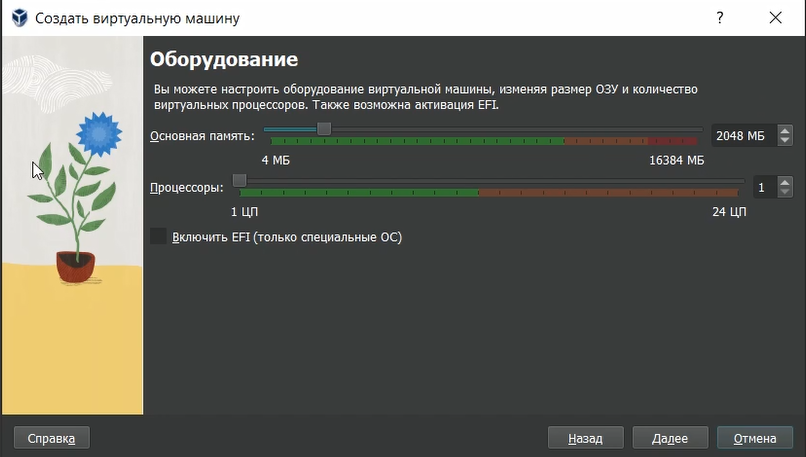 Создать виртуальную машину
?
Оборудование
Вы можете настроить оборудование виртуальной машины, изменяя размер ОЗУ и количество
виртуальных процессоров. Также возможна активация EFI.
Основная память:
2048 МБ
4 МБ
16384 МБ
Процессоры:
1
1 ЦП
24 ЦП
Включить EFI (только специальные ОС)
Справка
Назад
Далее
Отмена